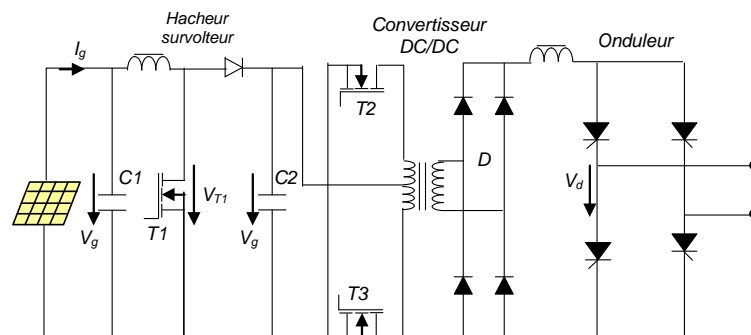 Hacheur
survolteur
Convertisseur
DC/DC
Onduleur
Ig
T2
C1
VT1
C2
D
Vd
Vg
T1
Vg
T3